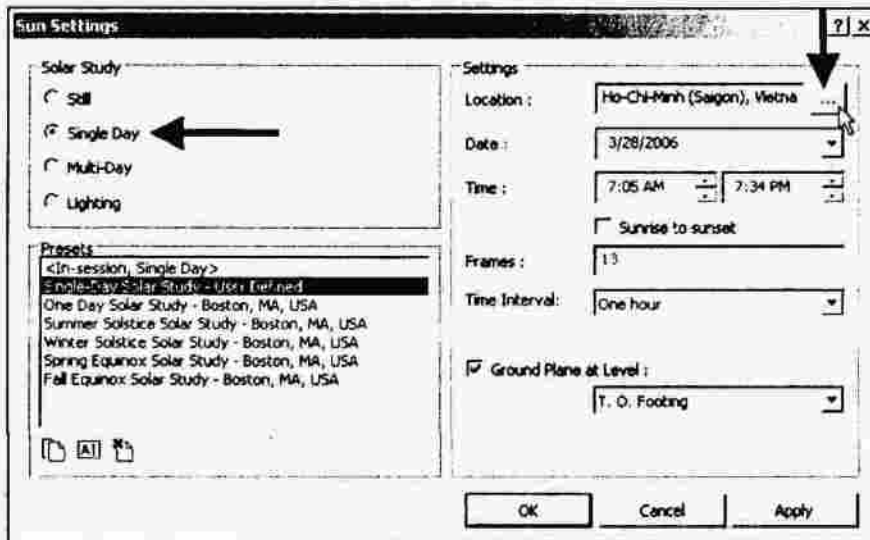 Sun Settings
? X
Solar Study
Still
Single Day
Multi-Day
Lighting
Presets
<In-session, Single Day>
Single-Day Solar Study - User Defined
One Day Solar Study - Boston, MA, USA
Summer Solstice Solar Study - Boston, MA, USA
Winter Solstice Solar Study - Boston, MA, USA
Spring Equinox Solar Study - Boston, MA, USA
Fall Equinox Solar Study - Boston, MA, USA
AI
Settings
Location : Ho-Chi-Minh (Saigon), Vietna ...
Date : 3/28/2006
Time : 7:05 AM 7:34 PM
Sunrise to sunset
Frames : 13
Time Interval: One hour
Ground Plane at Level :
T. O. Footing
OK Cancel Apply